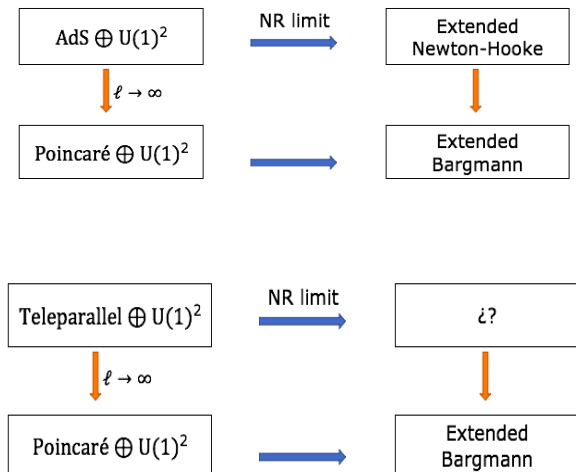 AdS ⊕ U(1)²
NR limit
Extended
Newton-Hooke
ℓ → ∞
Poincaré ⊕ U(1)²
Extended
Bargmann
Teleparallel ⊕ U(1)²
NR limit
¿?
ℓ → ∞
Poincaré ⊕ U(1)²
Extended
Bargmann